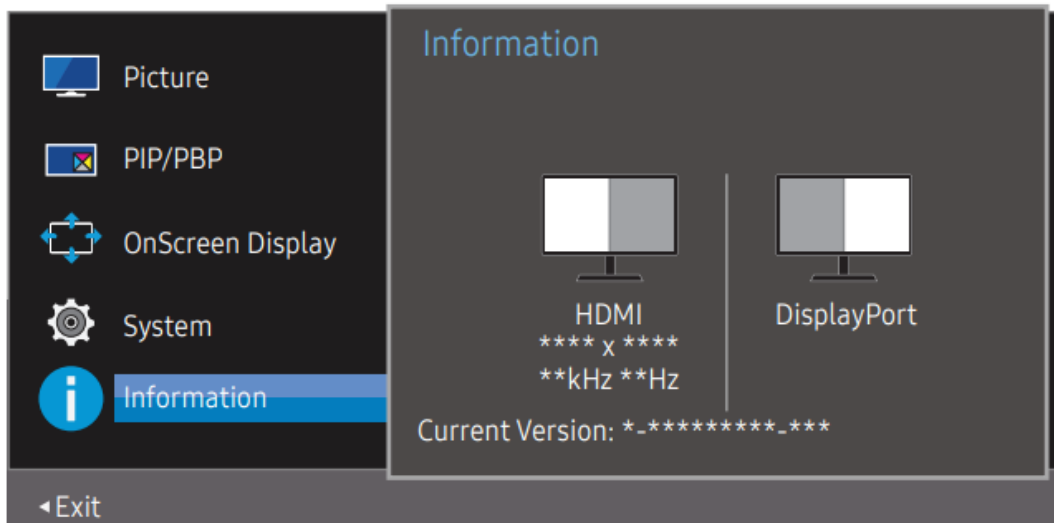 Picture
PIP/PBP
OnScreen Display
System
Information
Information
HDMI
**** x ****
**kHz **Hz
DisplayPort
Current Version: *-*********-***
◂Exit